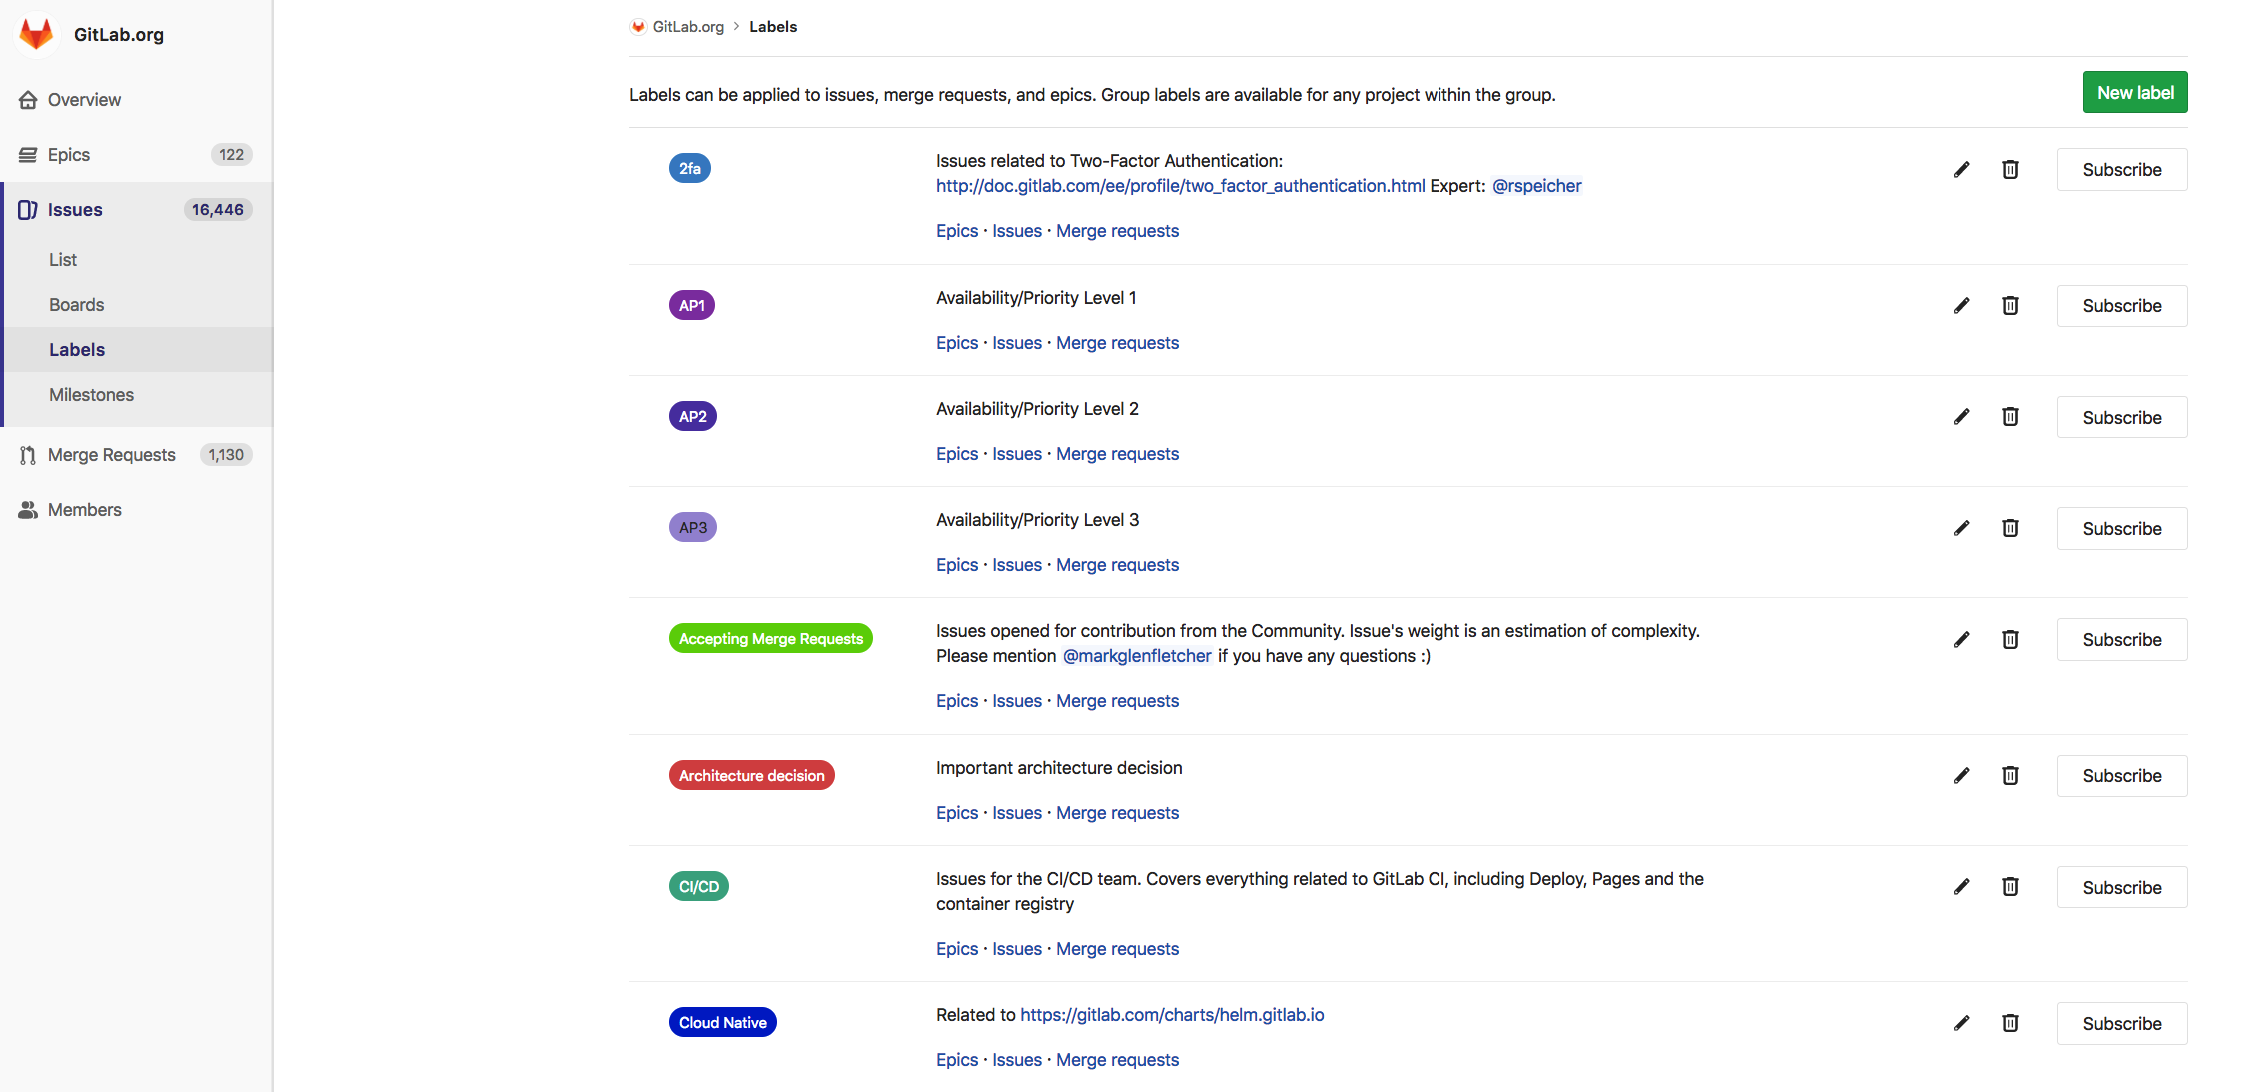 GitLab.org
Overview
Epics 122
Issues 16,446
List
Boards
Labels
Milestones
Merge Requests 1,130
Members
GitLab.org > Labels
Labels can be applied to issues, merge requests, and epics. Group labels are available for any project within the group.
New label
2fa
Issues related to Two-Factor Authentication:
http://doc.gitlab.com/ee/profile/two_factor_authentication.html Expert: @rspeicher
Epics · Issues · Merge requests
Subscribe
AP1
Availability/Priority Level 1
Epics · Issues · Merge requests
Subscribe
AP2
Availability/Priority Level 2
Epics · Issues · Merge requests
Subscribe
AP3
Availability/Priority Level 3
Epics · Issues · Merge requests
Subscribe
Accepting Merge Requests
Issues opened for contribution from the Community. Issue's weight is an estimation of complexity.
Please mention @markglenfletcher if you have any questions :)
Epics · Issues · Merge requests
Subscribe
Architecture decision
Important architecture decision
Epics · Issues · Merge requests
Subscribe
CI/CD
Issues for the CI/CD team. Covers everything related to GitLab CI, including Deploy, Pages and the
container registry
Epics · Issues · Merge requests
Subscribe
Cloud Native
Related to https://gitlab.com/charts/helm.gitlab.io
Epics · Issues · Merge requests
Subscribe